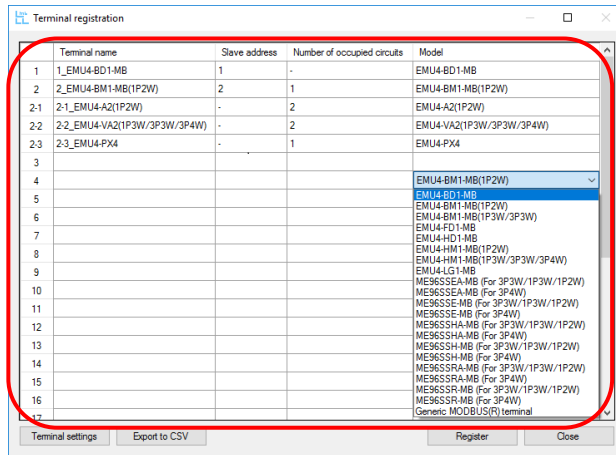 Terminal registration
Terminal name Slave address Number of occupied circuits Model
1 1_EMU4-BD1-MB 1 - EMU4-BD1-MB
2 2_EMU4-BM1-MB(1P2W) 2 1 EMU4-BM1-MB(1P2W)
2-1 2-1_EMU4-A2(1P2W) - 2 EMU4-A2(1P2W)
2-2 2-2_EMU4-VA2(1P3W/3P3W/3P4W) - 2 EMU4-VA2(1P3W/3P3W/3P4W)
2-3 2-3_EMU4-PX4 - 1 EMU4-PX4
3
4 EMU4-BM1-MB(1P2W)
5 EMU4-BD1-MB
EMU4-BM1-MB(1P2W)
6 EMU4-BM1-MB(1P3W/3P3W)
EMU4-FD1-MB
7 EMU4-HD1-MB
EMU4-HM1-MB(1P2W)
8 EMU4-HM1-MB(1P3W/3P3W/3P4W)
9 EMU4-LG1-MB
ME96SSEA-MB (For 3P3W/1P3W/1P2W)
10 ME96SSEA-MB (For 3P4W)
ME96SSE-MB (For 3P3W/1P3W/1P2W)
11 ME96SSE-MB (For 3P4W)
12 ME96SSHA-MB (For 3P3W/1P3W/1P2W)
ME96SSHA-MB (For 3P4W)
13 ME96SSH-MB (For 3P3W/1P3W/1P2W)
ME96SSH-MB (For 3P4W)
14 ME96SSRA-MB (For 3P3W/1P3W/1P2W)
15 ME96SSRA-MB (For 3P4W)
ME96SSR-MB (For 3P3W/1P3W/1P2W)
16 ME96SSR-MB (For 3P4W)
17 Generic MODBUS(R) terminal
Terminal settings Export to CSV Register Close